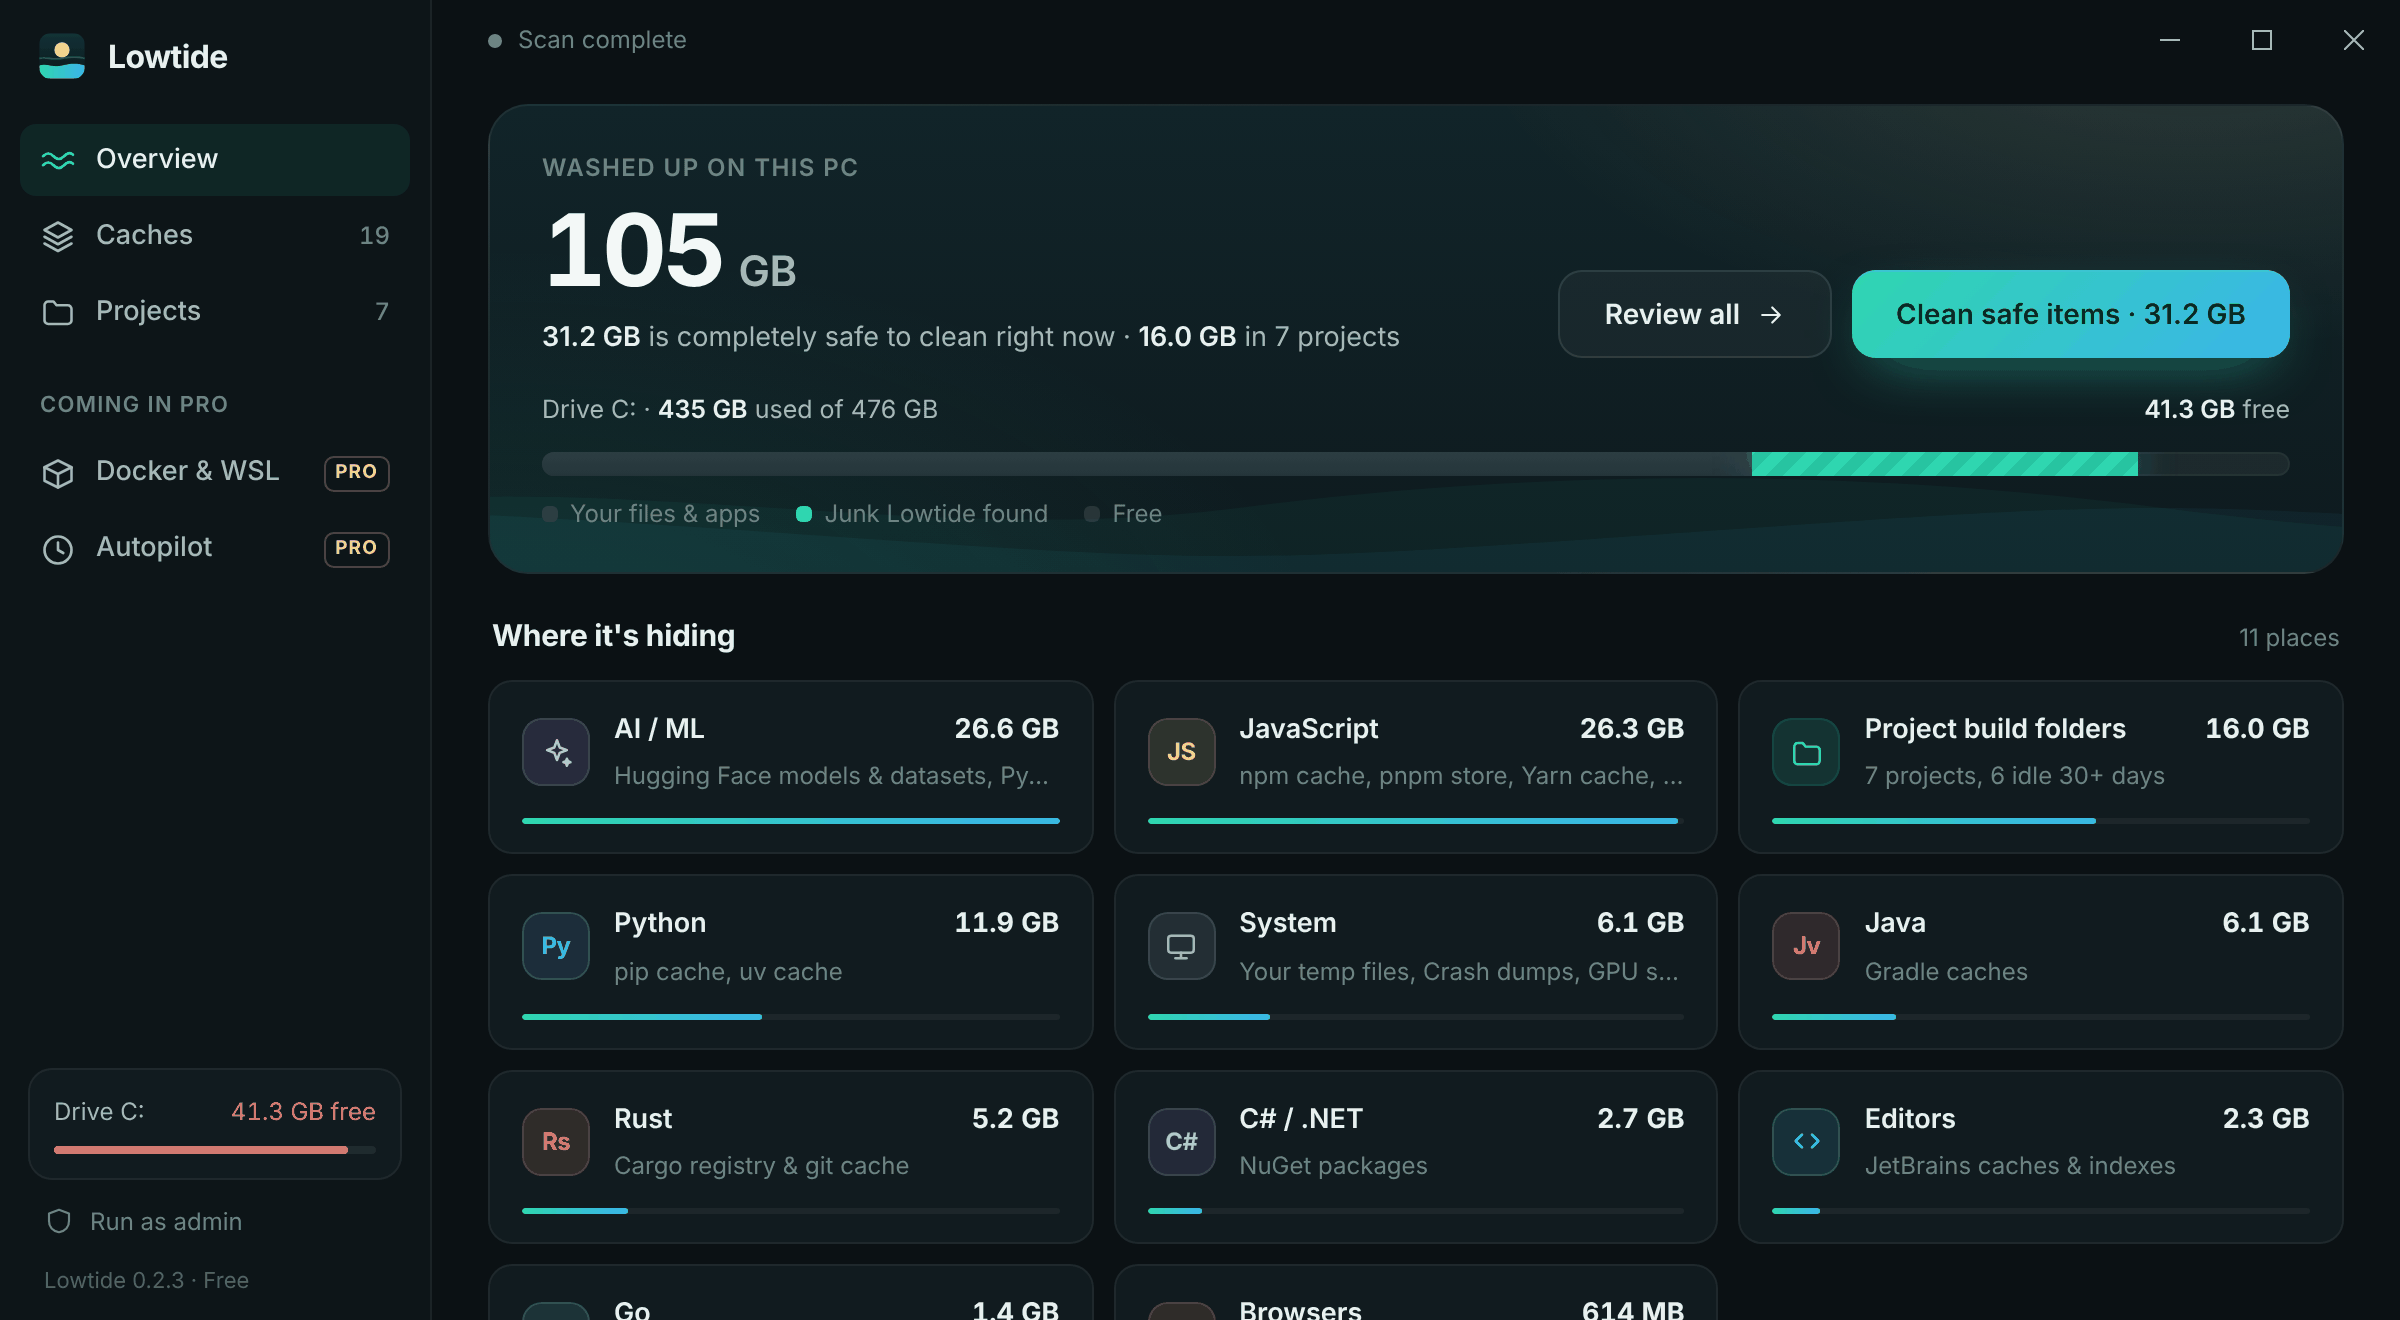 Lowtide
Overview
Caches 19
Projects 7
COMING IN PRO
Docker & WSL PRO
Autopilot PRO
Drive C: 41.3 GB free
Run as admin
Lowtide 0.2.3 · Free
Scan complete
WASHED UP ON THIS PC
105 GB
31.2 GB is completely safe to clean right now · 16.0 GB in 7 projects
Review all →
Clean safe items · 31.2 GB
Drive C: · 435 GB used of 476 GB
41.3 GB free
Your files & apps
Junk Lowtide found
Free
Where it's hiding
11 places
AI / ML 26.6 GB
Hugging Face models & datasets, Py...
JS
JavaScript 26.3 GB
npm cache, pnpm store, Yarn cache, ...
Project build folders 16.0 GB
7 projects, 6 idle 30+ days
Py
Python 11.9 GB
pip cache, uv cache
System 6.1 GB
Your temp files, Crash dumps, GPU s...
Jv
Java 6.1 GB
Gradle caches
Rs
Rust 5.2 GB
Cargo registry & git cache
C#
C# / .NET 2.7 GB
NuGet packages
Editors 2.3 GB
JetBrains caches & indexes
Go 1.4 GB
Browsers 614 MB